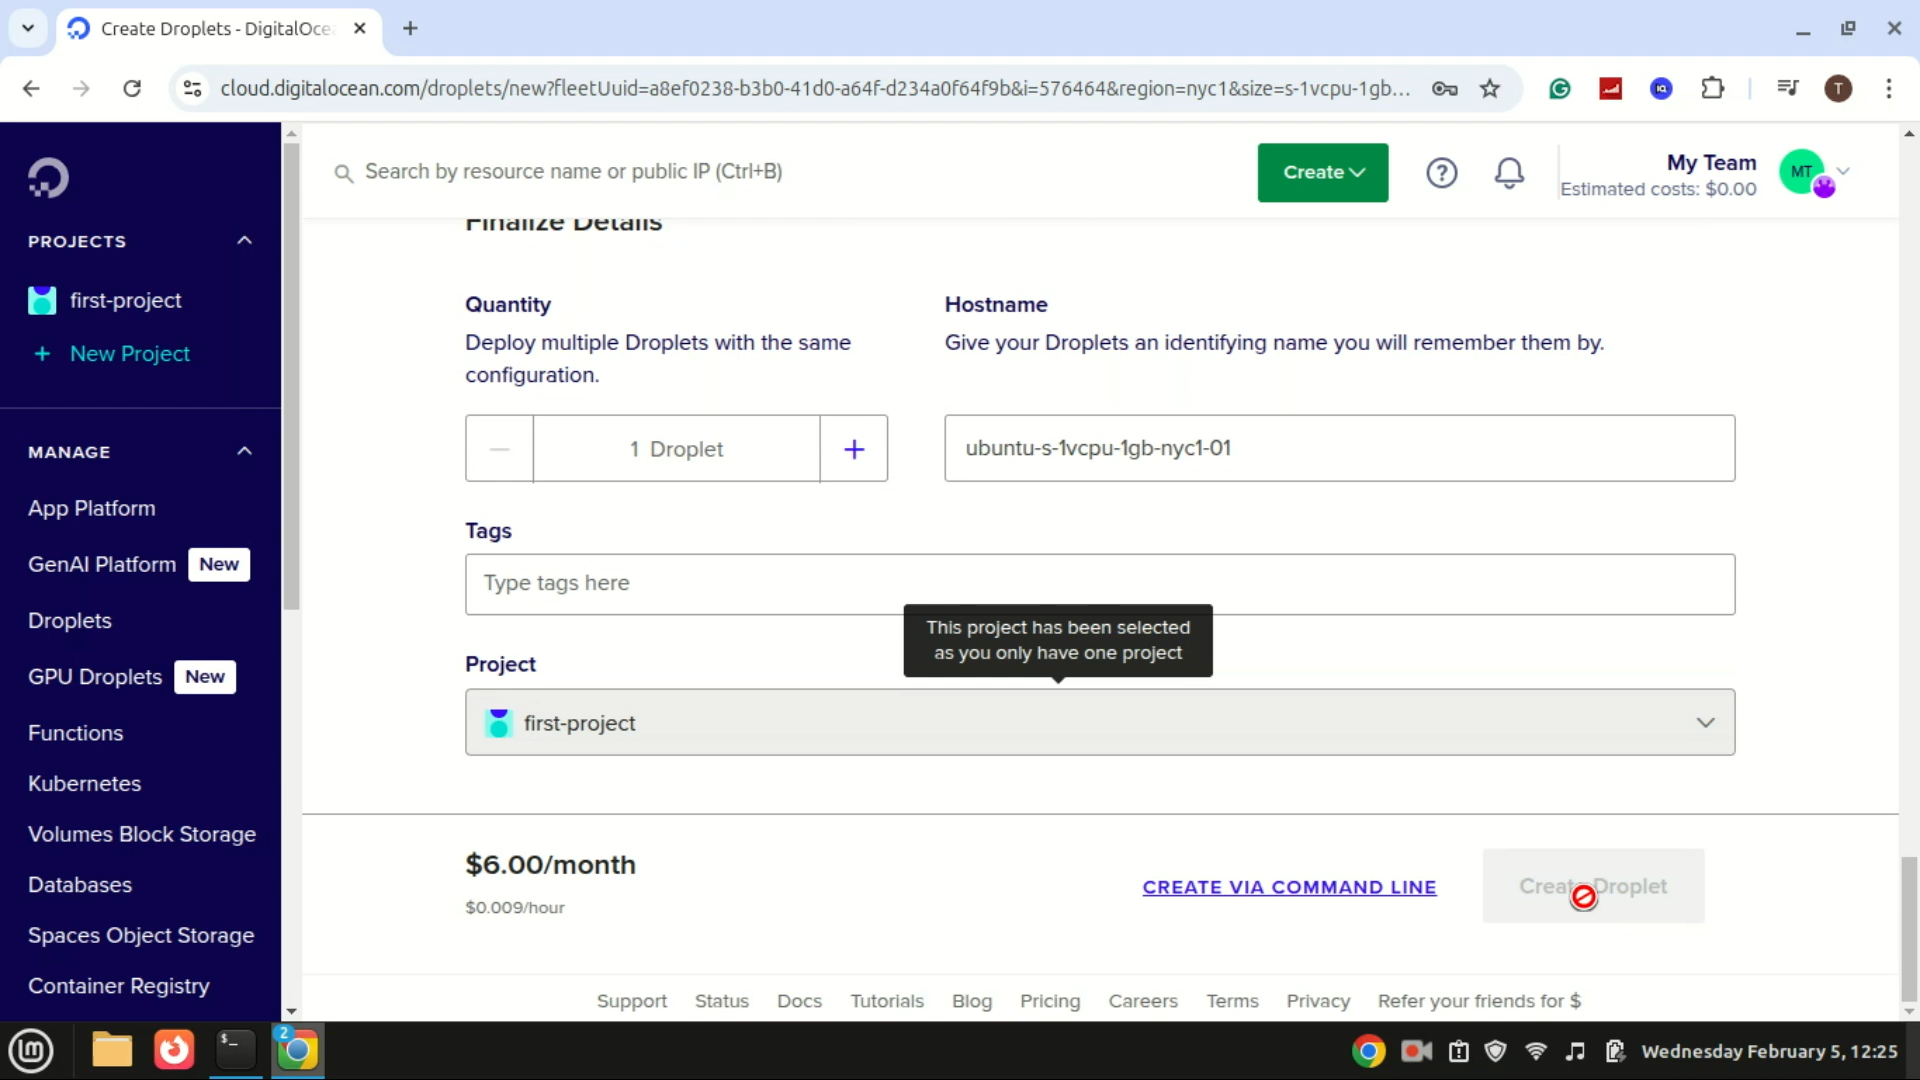 Create Droplets - DigitalOce
cloud.digitalocean.com/droplets/new?fleetUuid=a8ef0238-b3b0-41d0-a64f-d234a0f64f9b&i=576464&region=nyc1&size=s-1vcpu-1gb...
T
Search by resource name or public IP (Ctrl+B)
Create
My Team
Estimated costs: $0.00
MT
PROJECTS
first-project
+ New Project
MANAGE
App Platform
GenAI Platform New
Droplets
GPU Droplets New
Functions
Kubernetes
Volumes Block Storage
Databases
Spaces Object Storage
Container Registry
Finalize Details
Quantity
Deploy multiple Droplets with the same
configuration.
1 Droplet
Hostname
Give your Droplets an identifying name you will remember them by.
ubuntu-s-1vcpu-1gb-nyc1-01
Tags
Type tags here
This project has been selected
as you only have one project
Project
first-project
$6.00/month
$0.009/hour
CREATE VIA COMMAND LINE
Create Droplet
Support Status Docs Tutorials Blog Pricing Careers Terms Privacy Refer your friends for $
$_
2
Wednesday February 5, 12:25